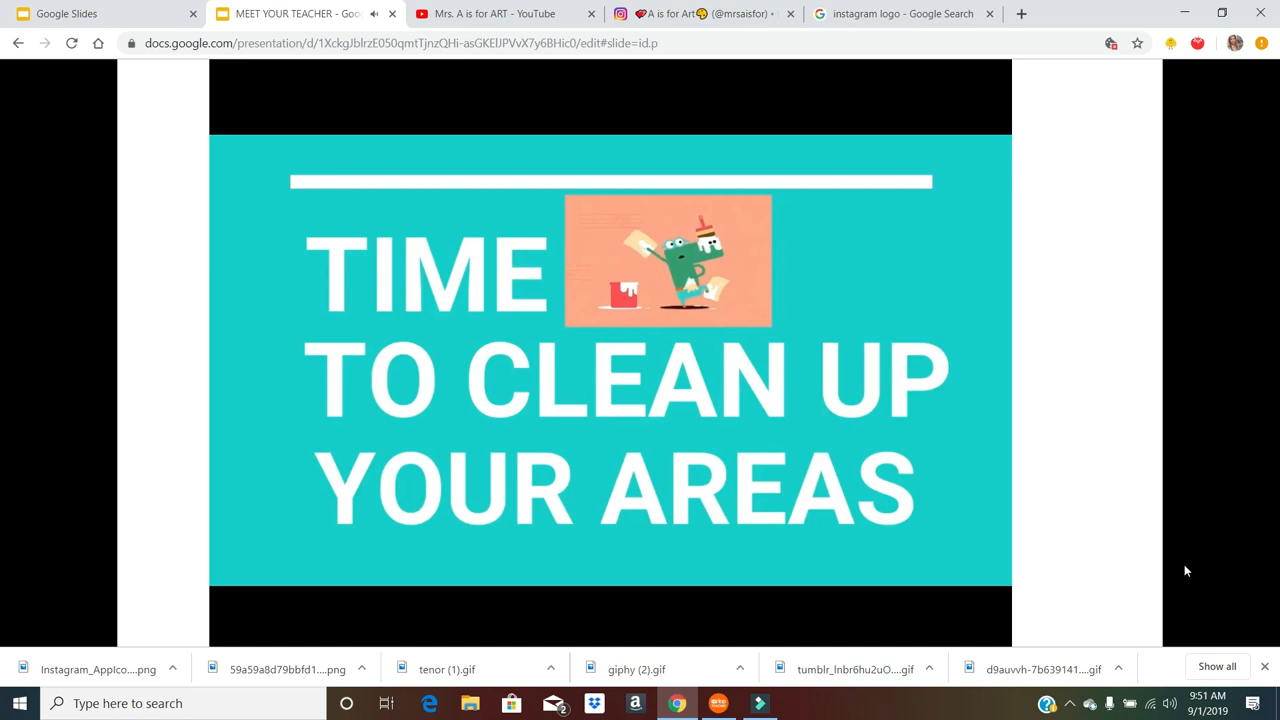 Google Slides
MEET YOUR TEACHER - Goo
Mrs. A is for ART - YouTube
A is for Art
saisfor) •
instagram logo - Google Search
docs.google.com/presentation/d/1XckgJblrzE050qmtTjnzQHi-asGKElJPVvX7y6BHic0/edit#slide=id.p
TIME
TO CLEAN UP
YOUR AREAS
Instagram_AppIco....png
59a59a8d79bbfd1....png
tenor (1).gif
giphy (2).gif
tumblr_lnbr6hu2uO....gif
d9auvvh-7b639141....gif
Show all
Type here to search
2
9:51 AM
9/1/2019